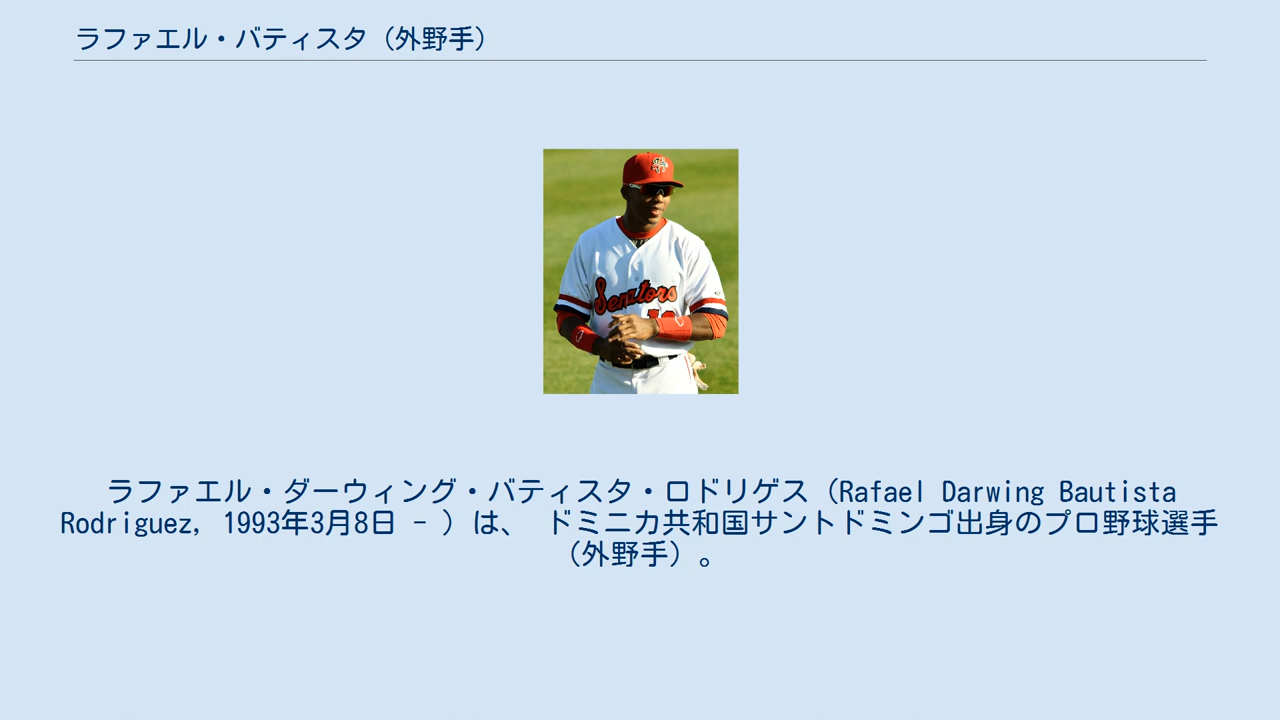 ラファエル・バティスタ（外野手）
Senators
ラファエル・ダーウィング・バティスタ・ロドリゲス（Rafael Darwing Bautista
Rodriguez, 1993年3月8日 - ）は、 ドミニカ共和国サントドミンゴ出身のプロ野球選手
（外野手）。